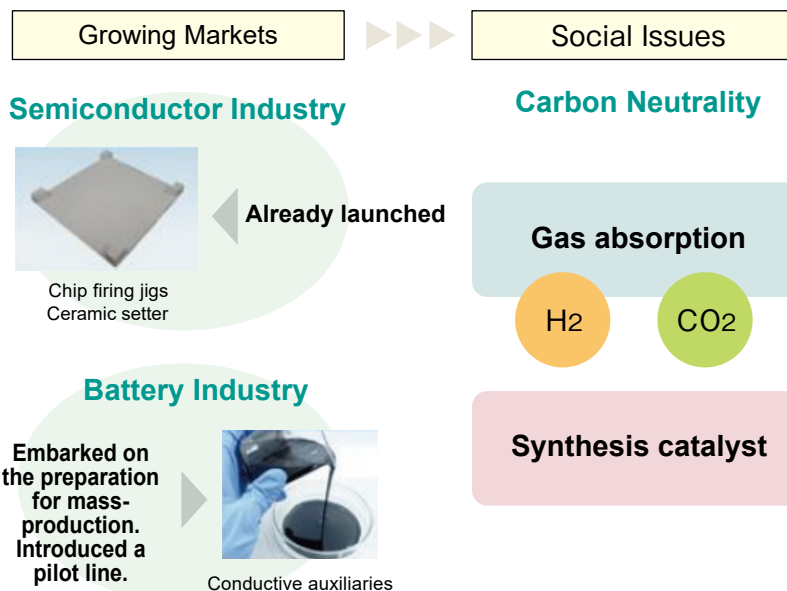 Growing Markets
Social Issues
Semiconductor Industry
Already launched
Chip firing jigs
Ceramic setter
Battery Industry
Embarked on
the preparation
for mass-
production.
Introduced a
pilot line.
Conductive auxiliaries
Carbon Neutrality
Gas absorption
H2
CO2
Synthesis catalyst